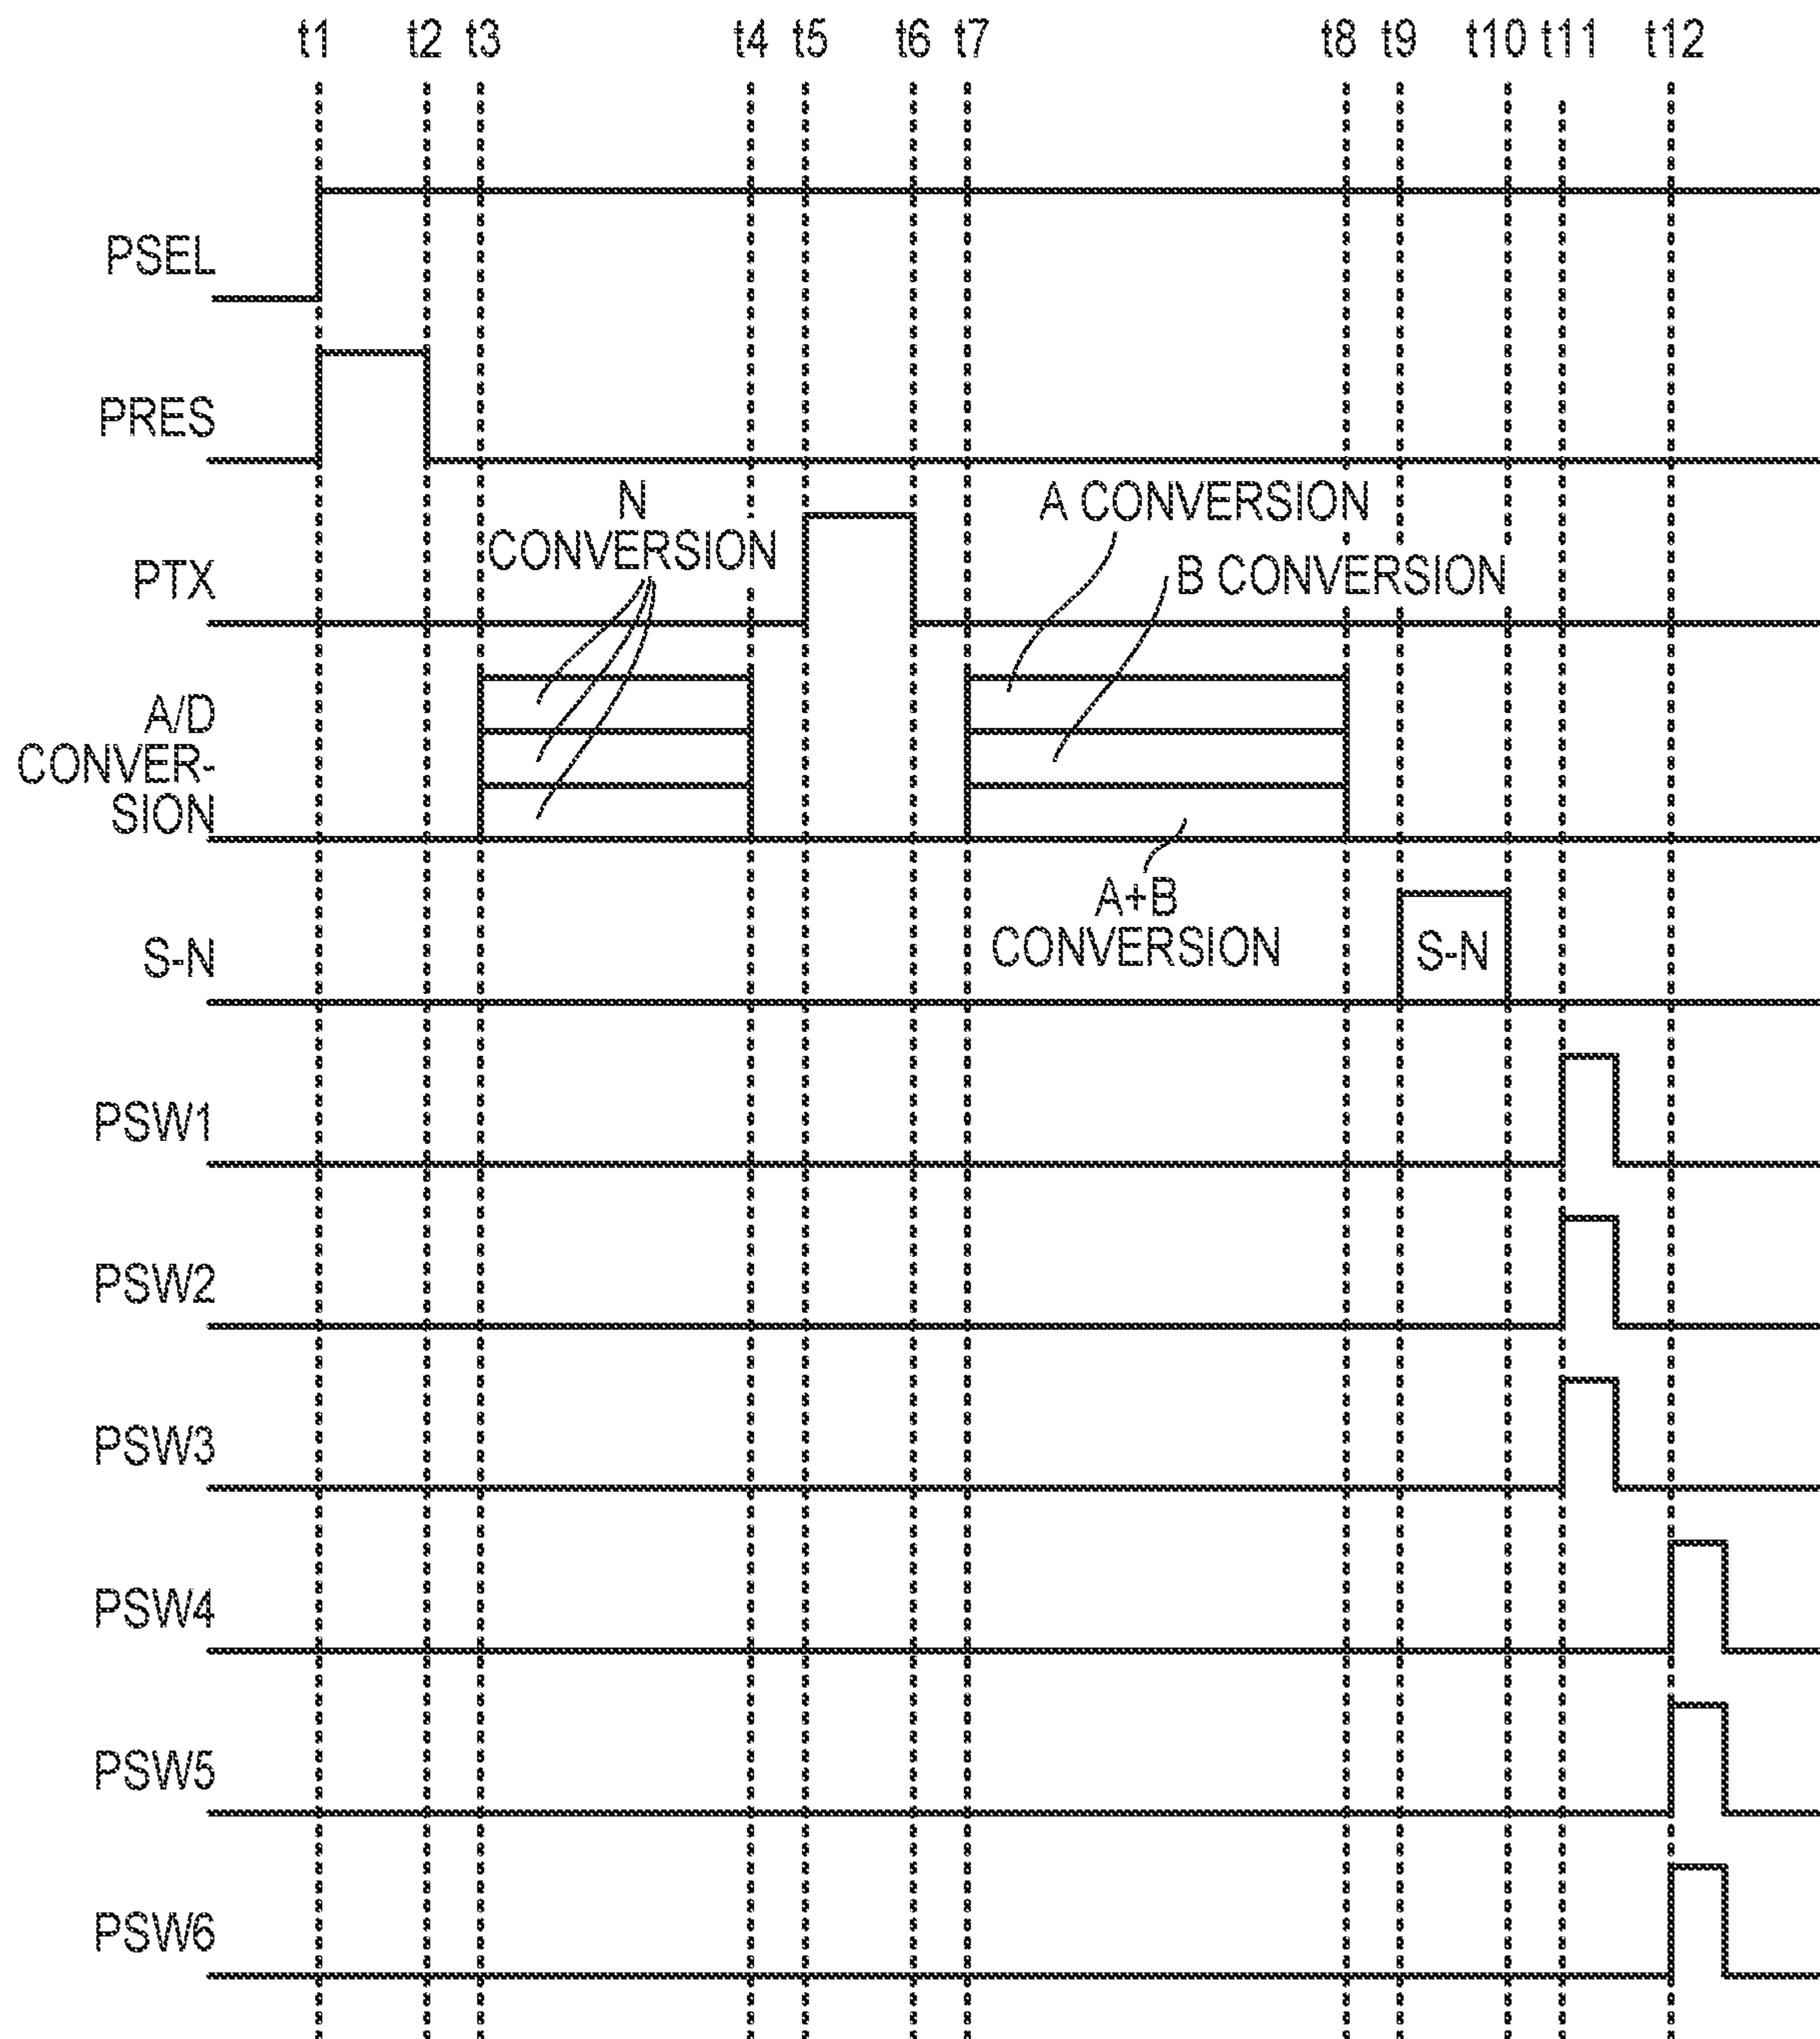 t1 t2 t3 t4 t5 t6 t7 t8 t9 t10 t11 t12
PSEL
PRES
N
CONVERSION
A CONVERSION
B CONVERSION
PTX
A/D
CONVER-
SION
A+B
CONVERSION
S-N
S-N
PSW1
PSW2
PSW3
PSW4
PSW5
PSW6